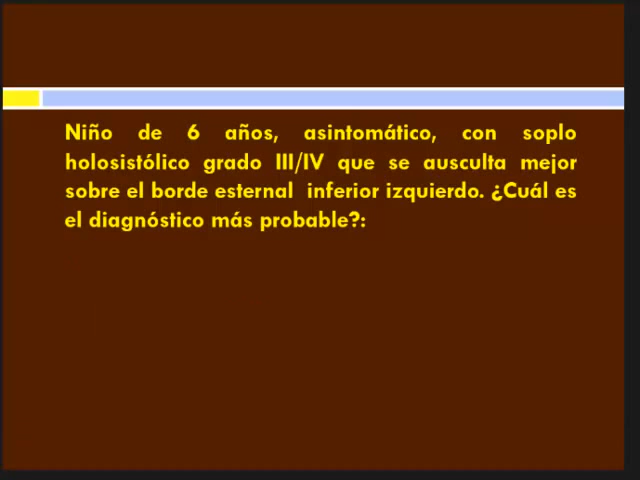 Niño de 6 años, asintomático, con soplo
holosistólico grado III/IV que se ausculta mejor
sobre el borde esternal inferior izquierdo. ¿Cuál es
el diagnóstico más probable?: